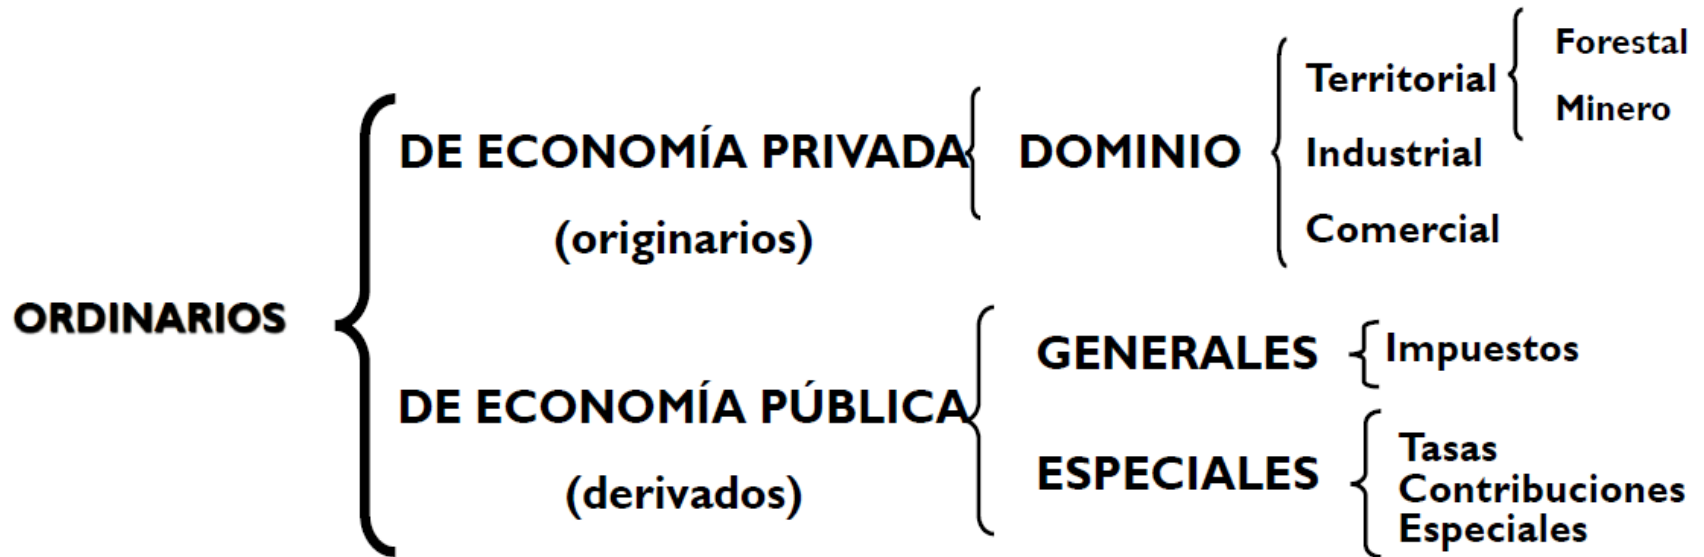 ORDINARIOS
DE ECONOMÍA PRIVADA
(originarios)
DOMINIO
Territorial
Forestal
Minero
Industrial
Comercial
DE ECONOMÍA PÚBLICA
(derivados)
GENERALES
Impuestos
ESPECIALES
Tasas
Contribuciones
Especiales